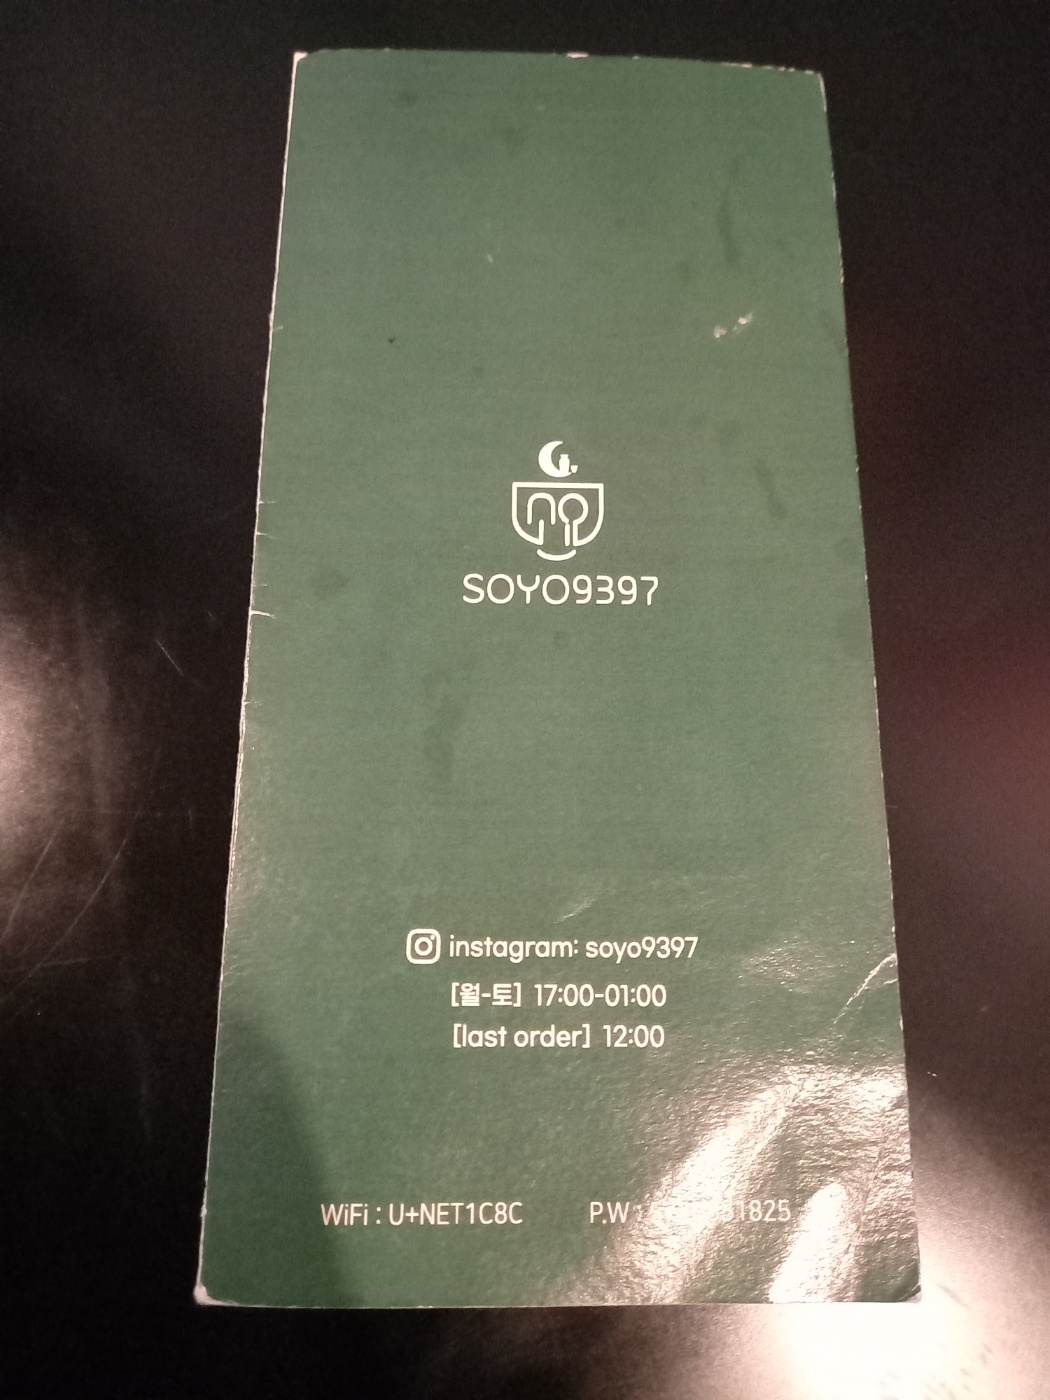 SOYO9397
instagram: soyo9397
[월-토] 17:00-01:00
[last order] 12:00
WiFi : U+NET1C8C P.W :